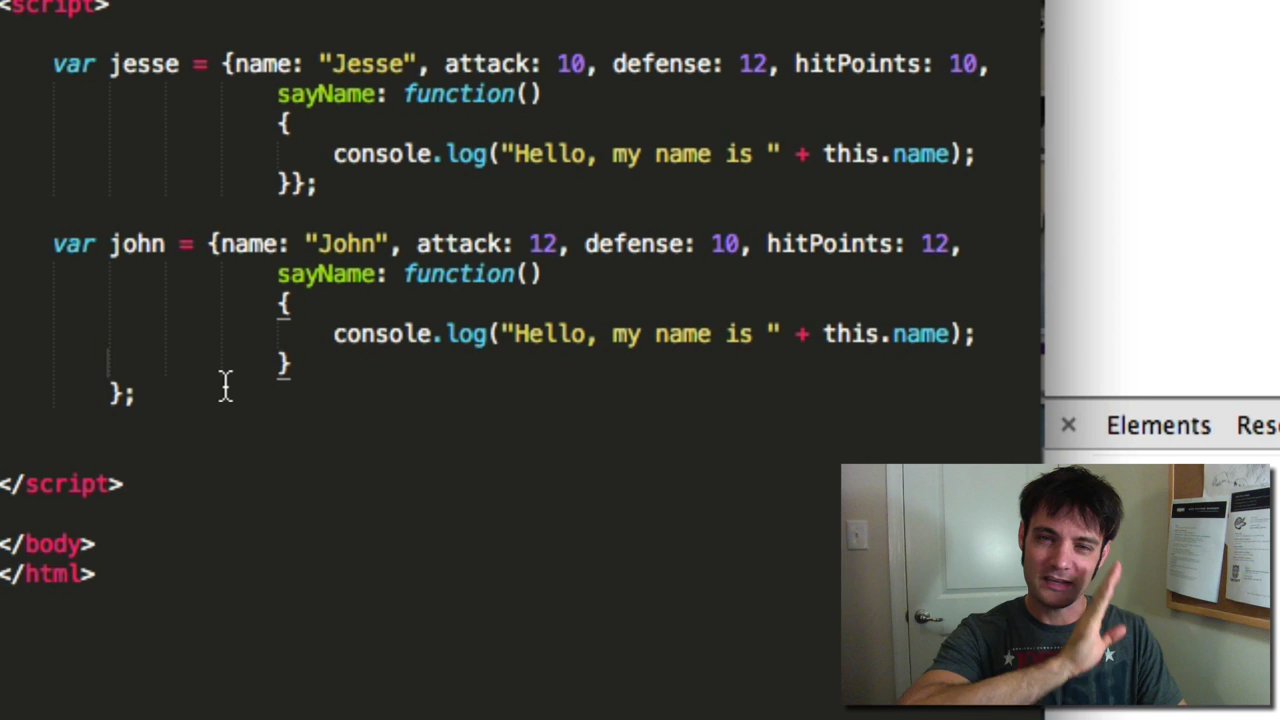 <script>
var jesse = {name: "Jesse", attack: 10, defense: 12, hitPoints: 10,
sayName: function()
{
console.log("Hello, my name is " + this.name);
}};
var john = {name: "John", attack: 12, defense: 10, hitPoints: 12,
sayName: function()
{
console.log("Hello, my name is " + this.name);
}
};
</script>
</body>
</html>
× Elements